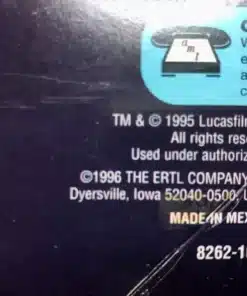 amt
TM & © 1995 Lucasfil
All rights rese
Used under authoriz
©1996 THE ERTL COMPANY,
Dyersville, Iowa 52040-0500, U
MADE IN MEX
8262-1